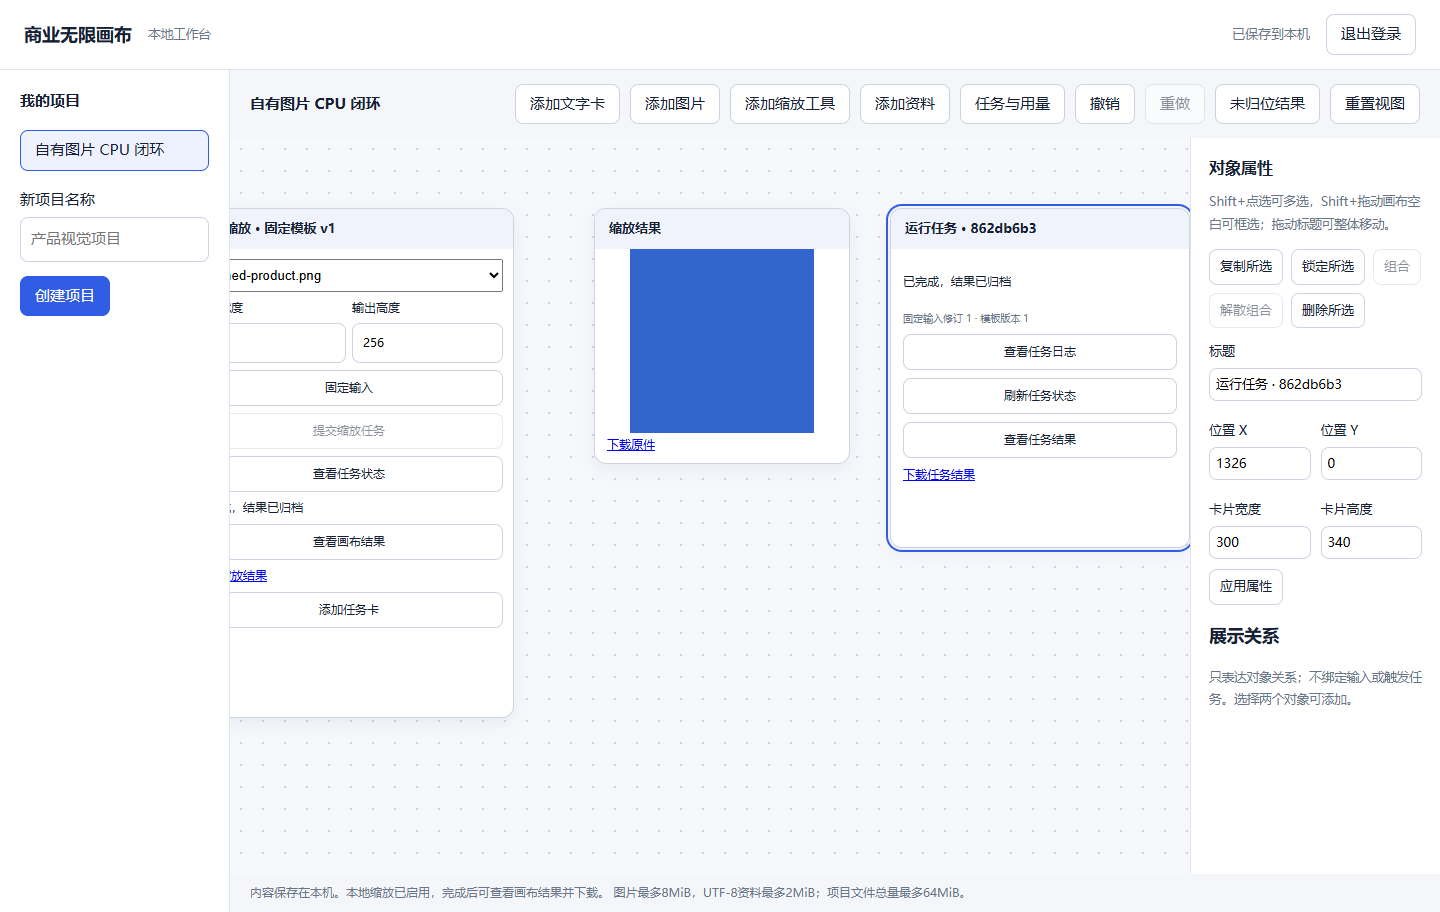 商业无限画布 本地工作台 已保存到本机 退出登录
我的项目
自有图片 CPU 闭环
新项目名称
产品视觉项目
创建项目
自有图片 CPU 闭环 添加文字卡 添加图片 添加缩放工具 添加资料 任务与用量 撤销 重做 未归位结果 重置视图
缩放 • 固定模板 v1
ned-product.png
宽度 输出高度
256
固定输入
提交缩放任务
查看任务状态
，结果已归档
查看画布结果
放结果
添加任务卡
缩放结果
下载原件
运行任务 • 862db6b3
已完成，结果已归档
固定输入修订 1 · 模板版本 1
查看任务日志
刷新任务状态
查看任务结果
下载任务结果
对象属性
Shift+点选可多选，Shift+拖动画布空
白可框选；拖动标题可整体移动。
复制所选 锁定所选 组合
解散组合 删除所选
标题
运行任务 · 862db6b3
位置 X 位置 Y
1326 0
卡片宽度 卡片高度
300 340
应用属性
展示关系
只表达对象关系；不绑定输入或触发任
务。选择两个对象可添加。
内容保存在本机。本地缩放已启用，完成后可查看画布结果并下载。 图片最多8MiB，UTF-8资料最多2MiB；项目文件总量最多64MiB。